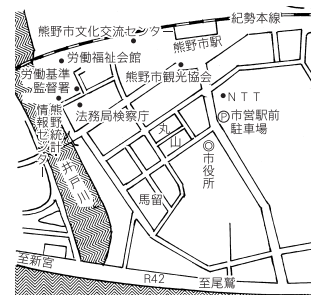 紀勢本線
熊野市文化交流センター
熊野市駅
労働福祉会館
労働基準
監督署
熊野市観光協会
NTT
P市営駅前
駐車場
法務局検察庁
熊野統計
情報センター
丸
山
◎
市役所
井戸川
馬留
至新宮
R42
至尾鷲